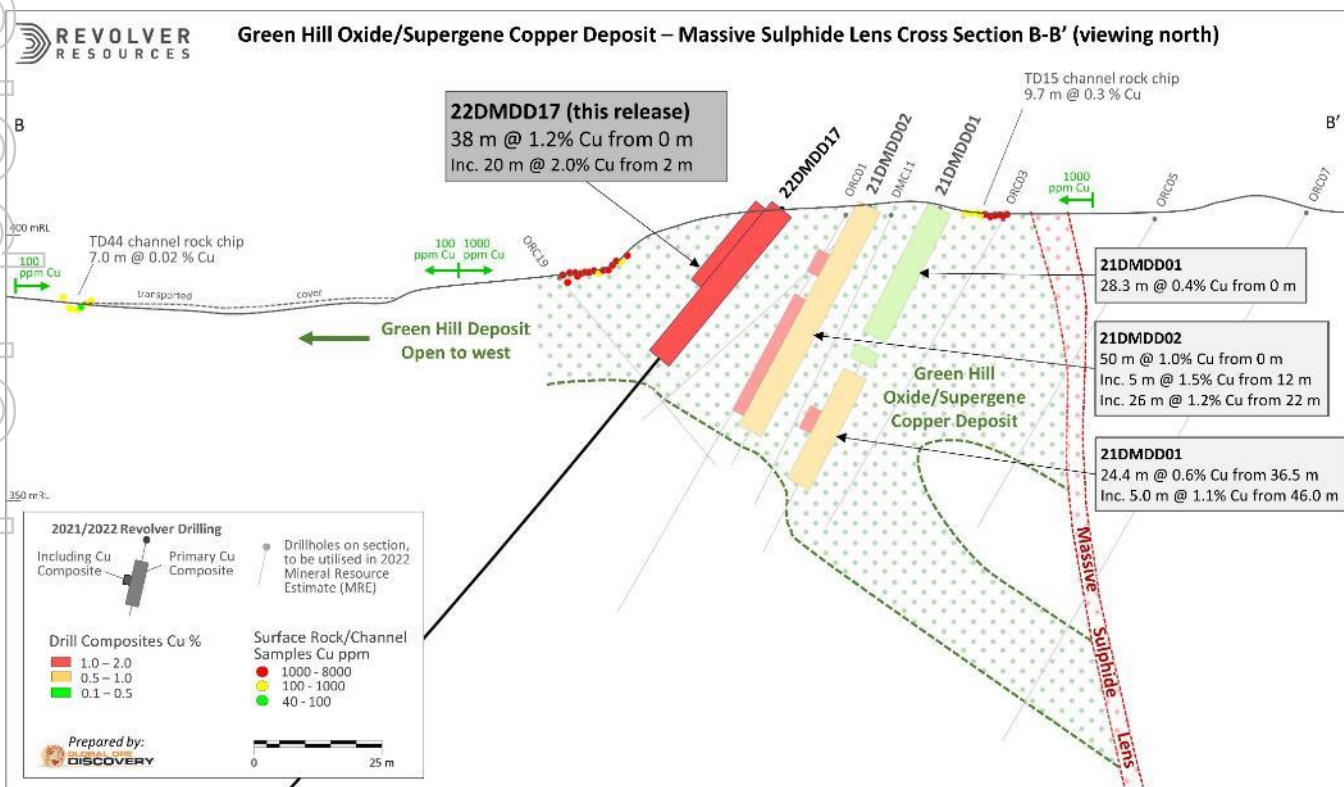 REVOLVER
RESOURCES
Green Hill Oxide/Supergene Copper Deposit – Massive Sulphide Lens Cross Section B-B' (viewing north)
B
B'
22DMDD17 (this release)
38 m @ 1.2% Cu from 0 m
Inc. 20 m @ 2.0% Cu from 2 m
22DMDD17
ORC01
21DMDD02
DMC11
21DMDD01
TD15 channel rock chip
9.7 m @ 0.3 % Cu
ORC03
1000
ppm Cu
ORC05
ORC07
400 mRL
100
ppm Cu
TD44 channel rock chip
7.0 m @ 0.02 % Cu
transported cover
100 1000
ppm Cu ppm Cu
ORC19
Green Hill Deposit
Open to west
21DMDD01
28.3 m @ 0.4% Cu from 0 m
21DMDD02
50 m @ 1.0% Cu from 0 m
Inc. 5 m @ 1.5% Cu from 12 m
Inc. 26 m @ 1.2% Cu from 22 m
Green Hill
Oxide/Supergene
Copper Deposit
21DMDD01
24.4 m @ 0.6% Cu from 36.5 m
Inc. 5.0 m @ 1.1% Cu from 46.0 m
350 mRL
Massive
Sulphide
Lens
2021/2022 Revolver Drilling
Including Cu
Composite
Primary Cu
Composite
Drillholes on section,
to be utilised in 2022
Mineral Resource
Estimate (MRE)
Drill Composites Cu %
1.0 – 2.0
0.5 – 1.0
0.1 – 0.5
Surface Rock/Channel
Samples Cu ppm
1000 - 8000
100 - 1000
40 - 100
Prepared by:
GLOBAL ORE
DISCOVERY
0 25 m